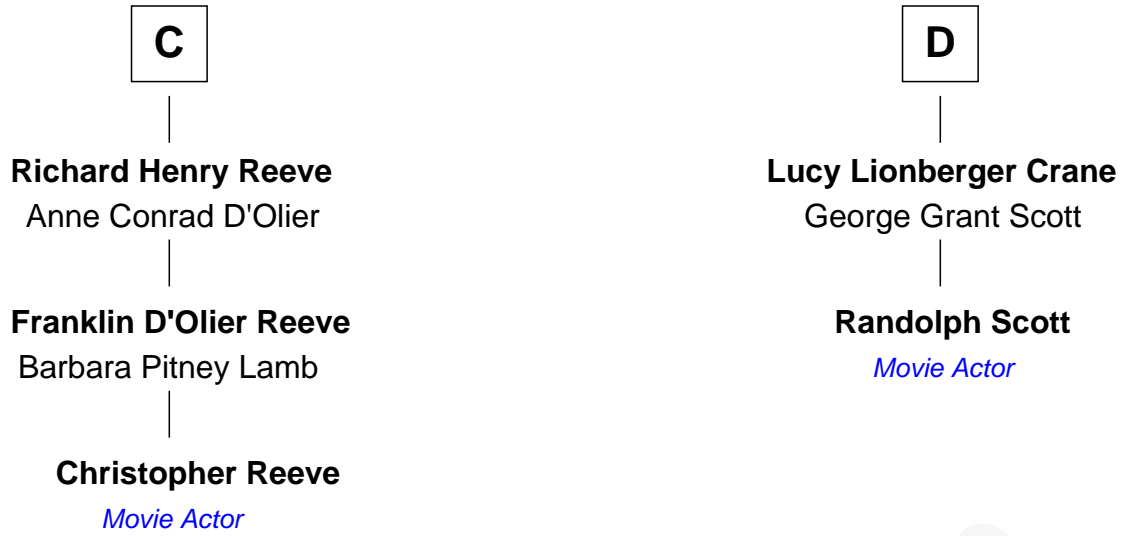 C
Richard Henry Reeve
Anne Conrad D'Olier
Franklin D'Olier Reeve
Barbara Pitney Lamb
Christopher Reeve
Movie Actor
D
Lucy Lionberger Crane
George Grant Scott
Randolph Scott
Movie Actor